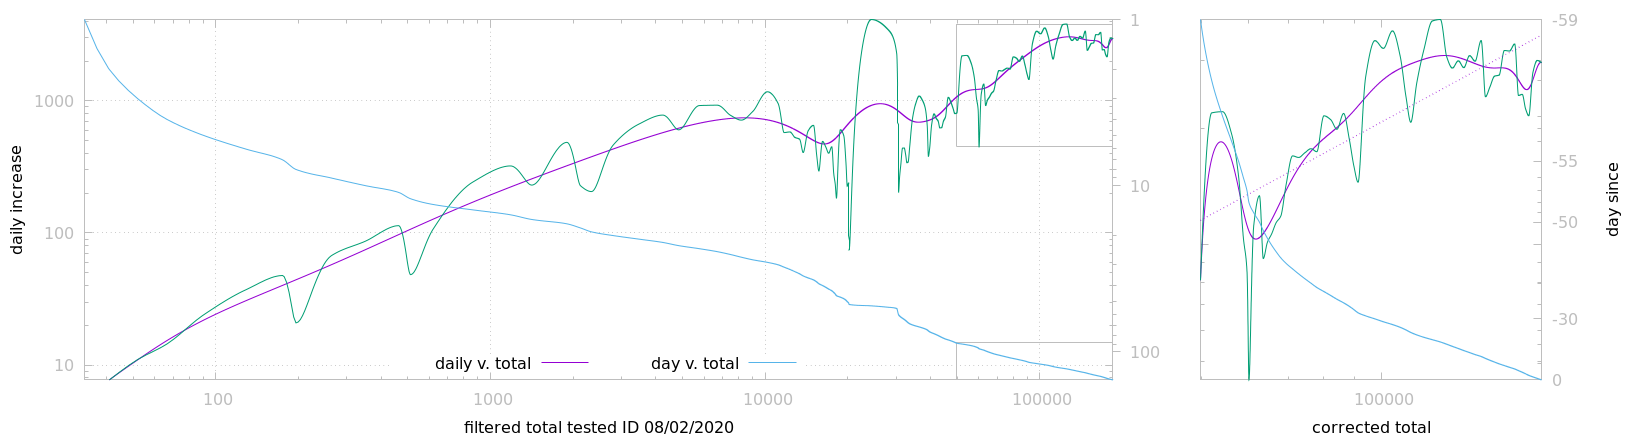 daily increase
1000
100
10
100
1000
10000
100000
1
10
100
daily v. total
day v. total
filtered total tested ID 08/02/2020
-59
-55
-50
-30
0
day since
100000
corrected total